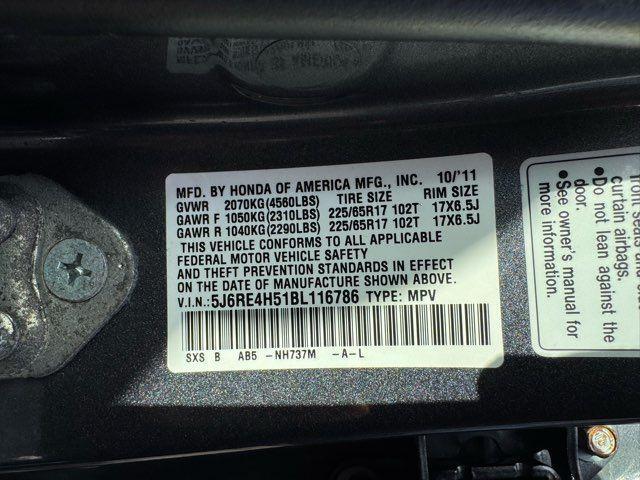 MFD. BY HONDA OF AMERICA MFG., INC. 10/'11
GVWR 2070KG(4560LBS) TIRE SIZE RIM SIZE
GAWR F 1050KG(2310LBS) 225/65R17 102T 17X6.5J
GAWR R 1040KG(2290LBS) 225/65R17 102T 17X6.5J
THIS VEHICLE CONFORMS TO ALL APPLICABLE
FEDERAL MOTOR VEHICLE SAFETY
AND THEFT PREVENTION STANDARDS IN EFFECT
ON THE DATE OF MANUFACTURE SHOWN ABOVE.
V.I.N.: 5J6RE4H51BL116786 TYPE: MPV
SXS B AB5 -NH737M -A-L
curtain airbags.
•Do not lean against the
•See owner's manual
for more
information.